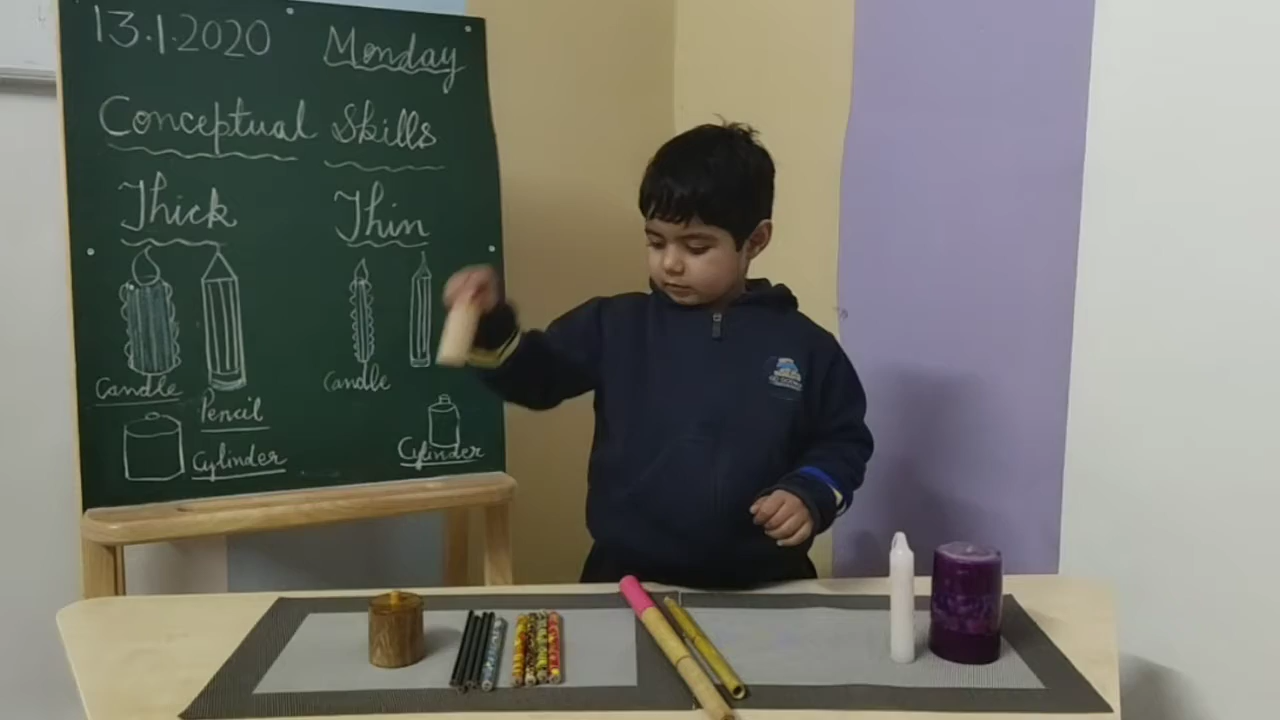 13.1.2020 Monday
Conceptual Skills
Thick Thin
Candle Candle
Pencil
Cylinder Cylinder